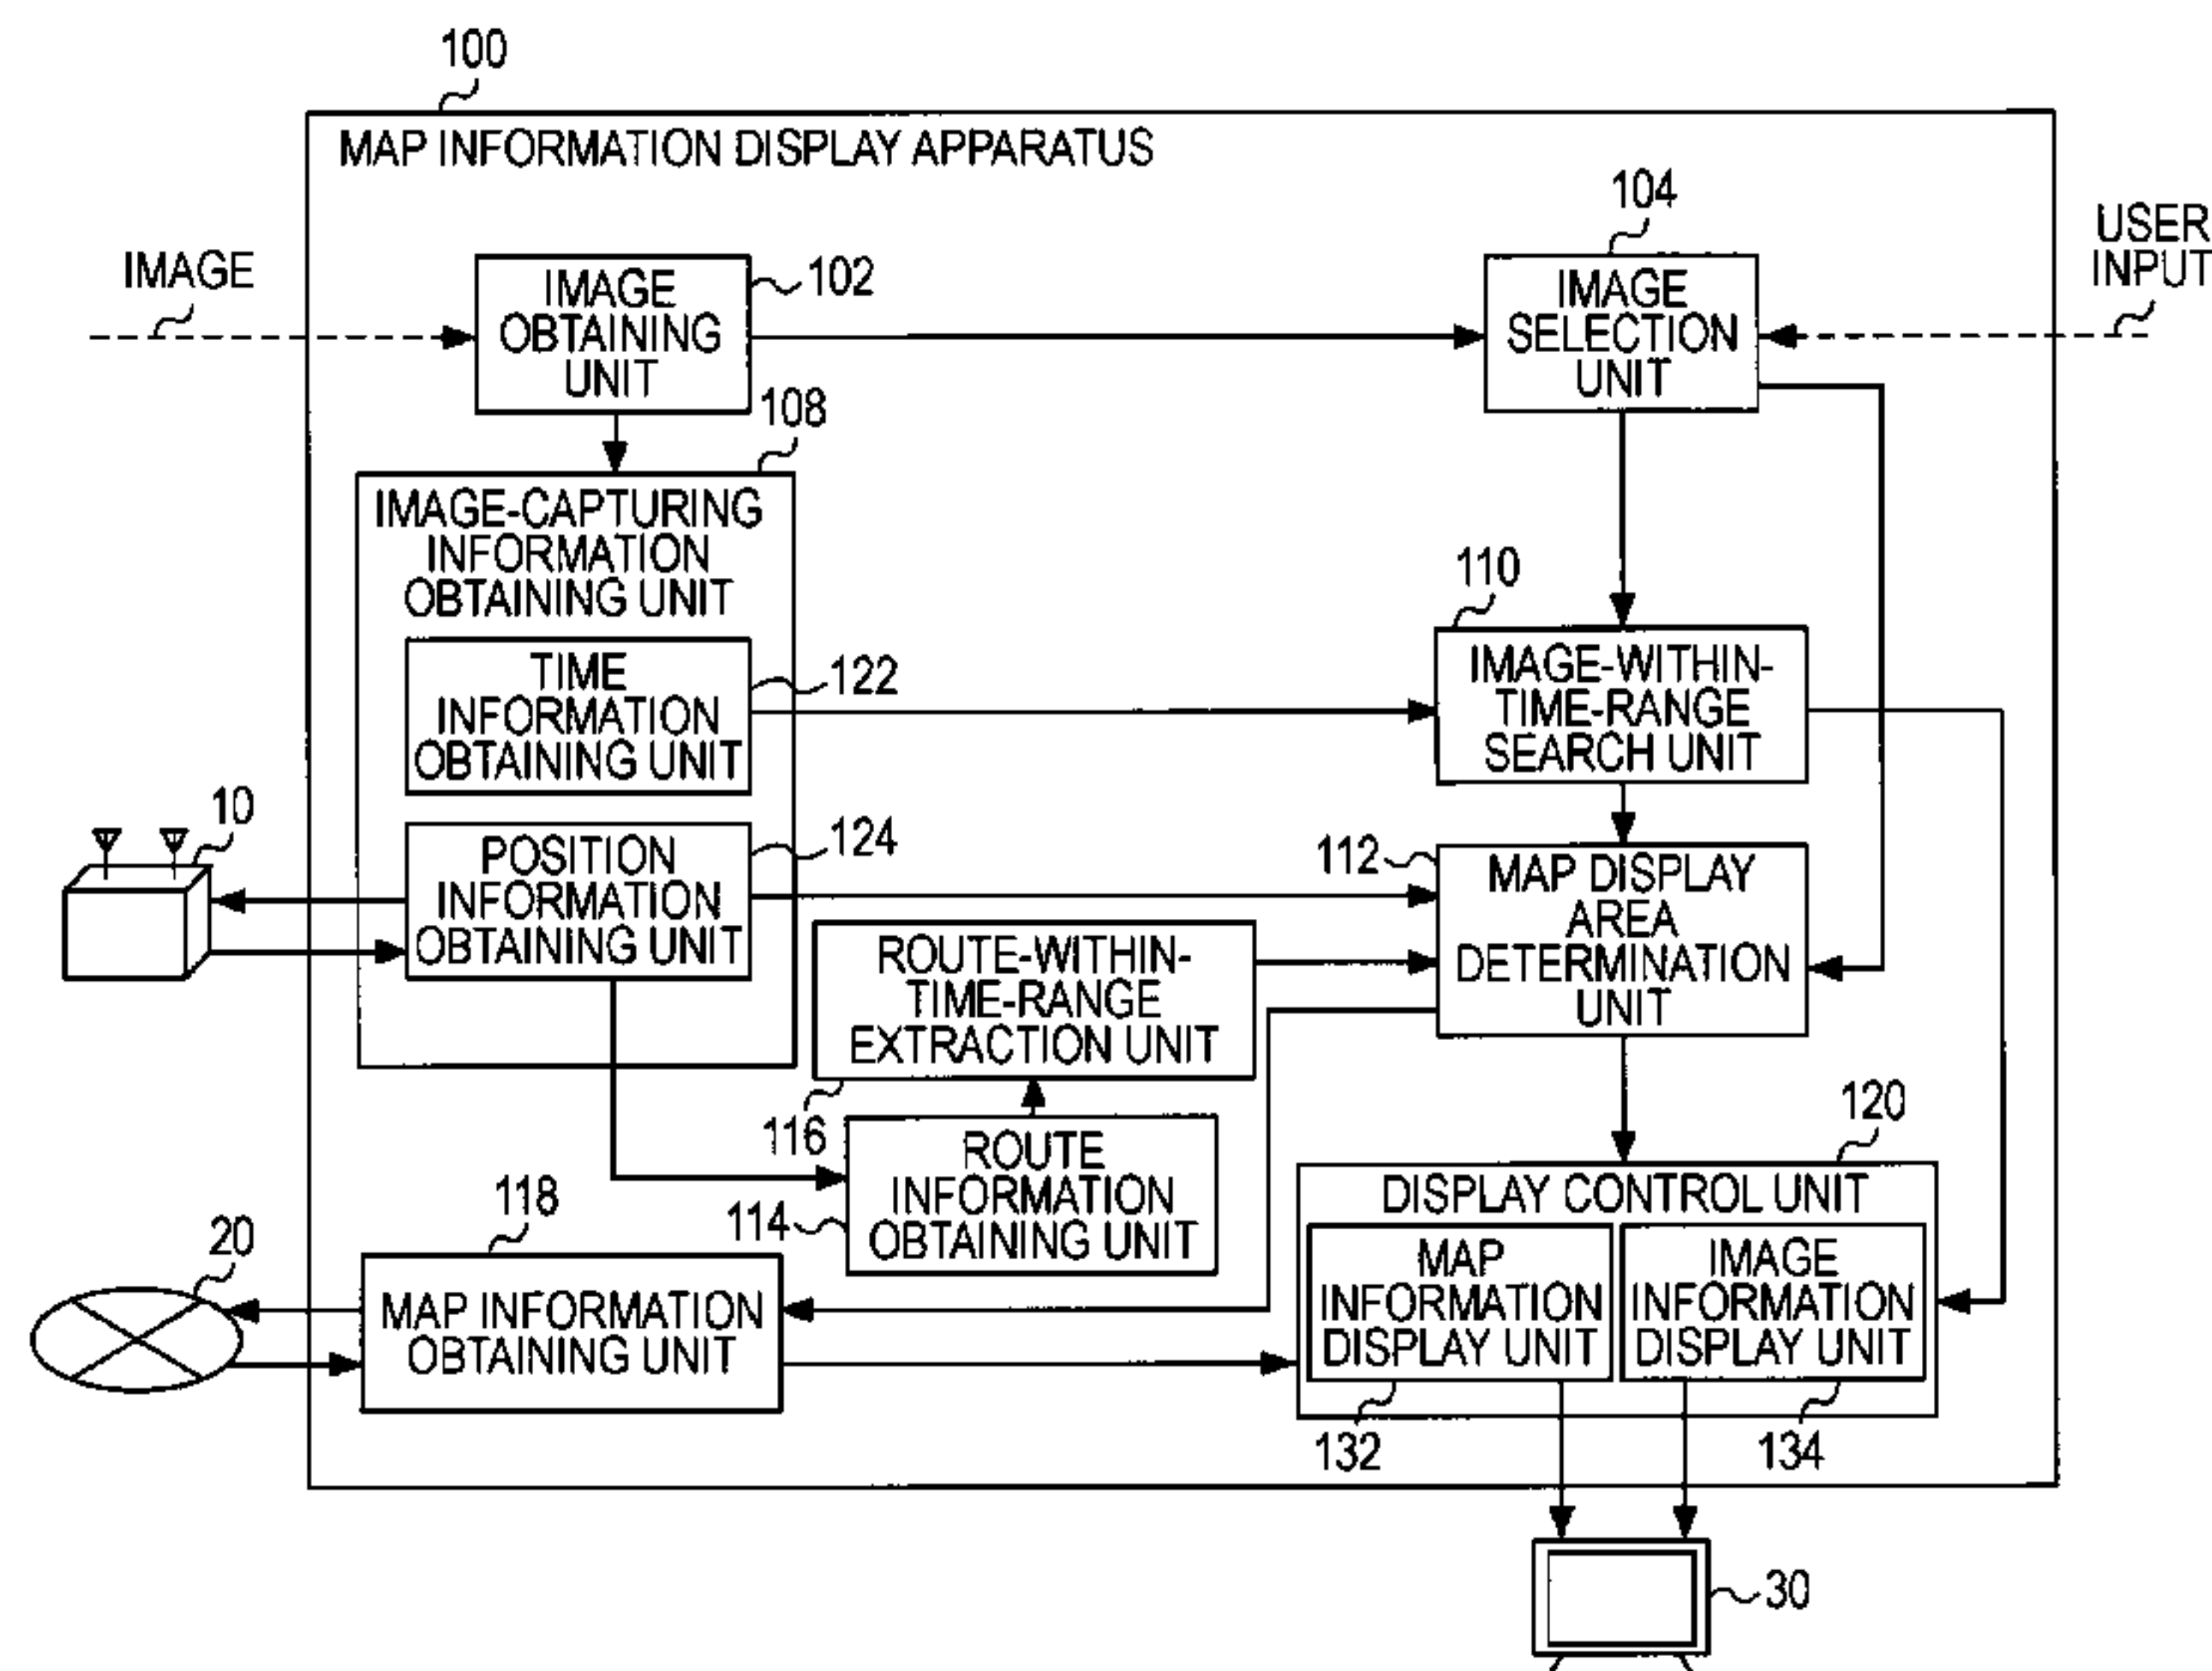 100
MAP INFORMATION DISPLAY APPARATUS
104
USER
INPUT
IMAGE
102
IMAGE
OBTAINING
UNIT
IMAGE
SELECTION
UNIT
108
IMAGE-CAPTURING
INFORMATION
OBTAINING UNIT
110
TIME
INFORMATION
OBTAINING UNIT
122
IMAGE-WITHIN-
TIME-RANGE
SEARCH UNIT
10
POSITION
INFORMATION
OBTAINING UNIT
124
112
MAP DISPLAY
AREA
DETERMINATION
UNIT
ROUTE-WITHIN-
TIME-RANGE
EXTRACTION UNIT
116
120
ROUTE
INFORMATION
OBTAINING UNIT
114
118
20
MAP INFORMATION
OBTAINING UNIT
DISPLAY CONTROL UNIT
MAP
INFORMATION
DISPLAY UNIT
IMAGE
INFORMATION
DISPLAY UNIT
132
134
30